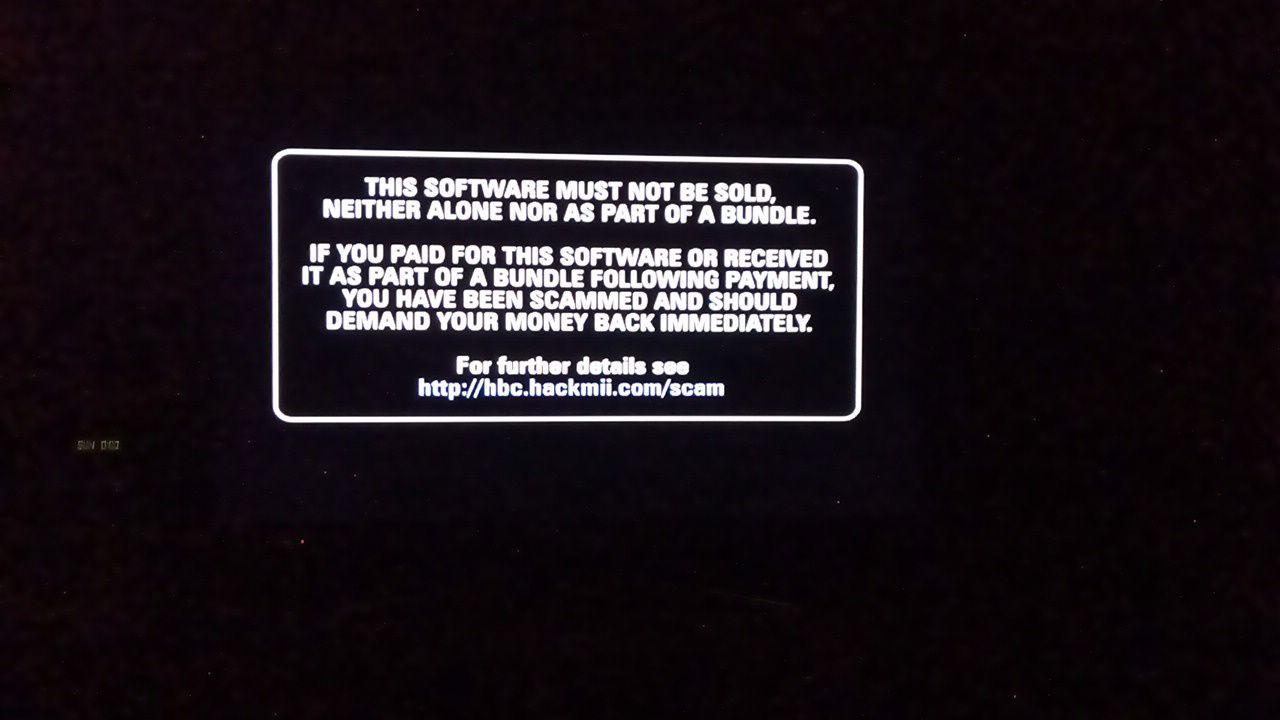 THIS SOFTWARE MUST NOT BE SOLD,
NEITHER ALONE NOR AS PART OF A BUNDLE.
IF YOU PAID FOR THIS SOFTWARE OR RECEIVED
IT AS PART OF A BUNDLE FOLLOWING PAYMENT,
YOU HAVE BEEN SCAMMED AND SHOULD
DEMAND YOUR MONEY BACK IMMEDIATELY.
For further details see
http://hbc.hackmii.com/scam